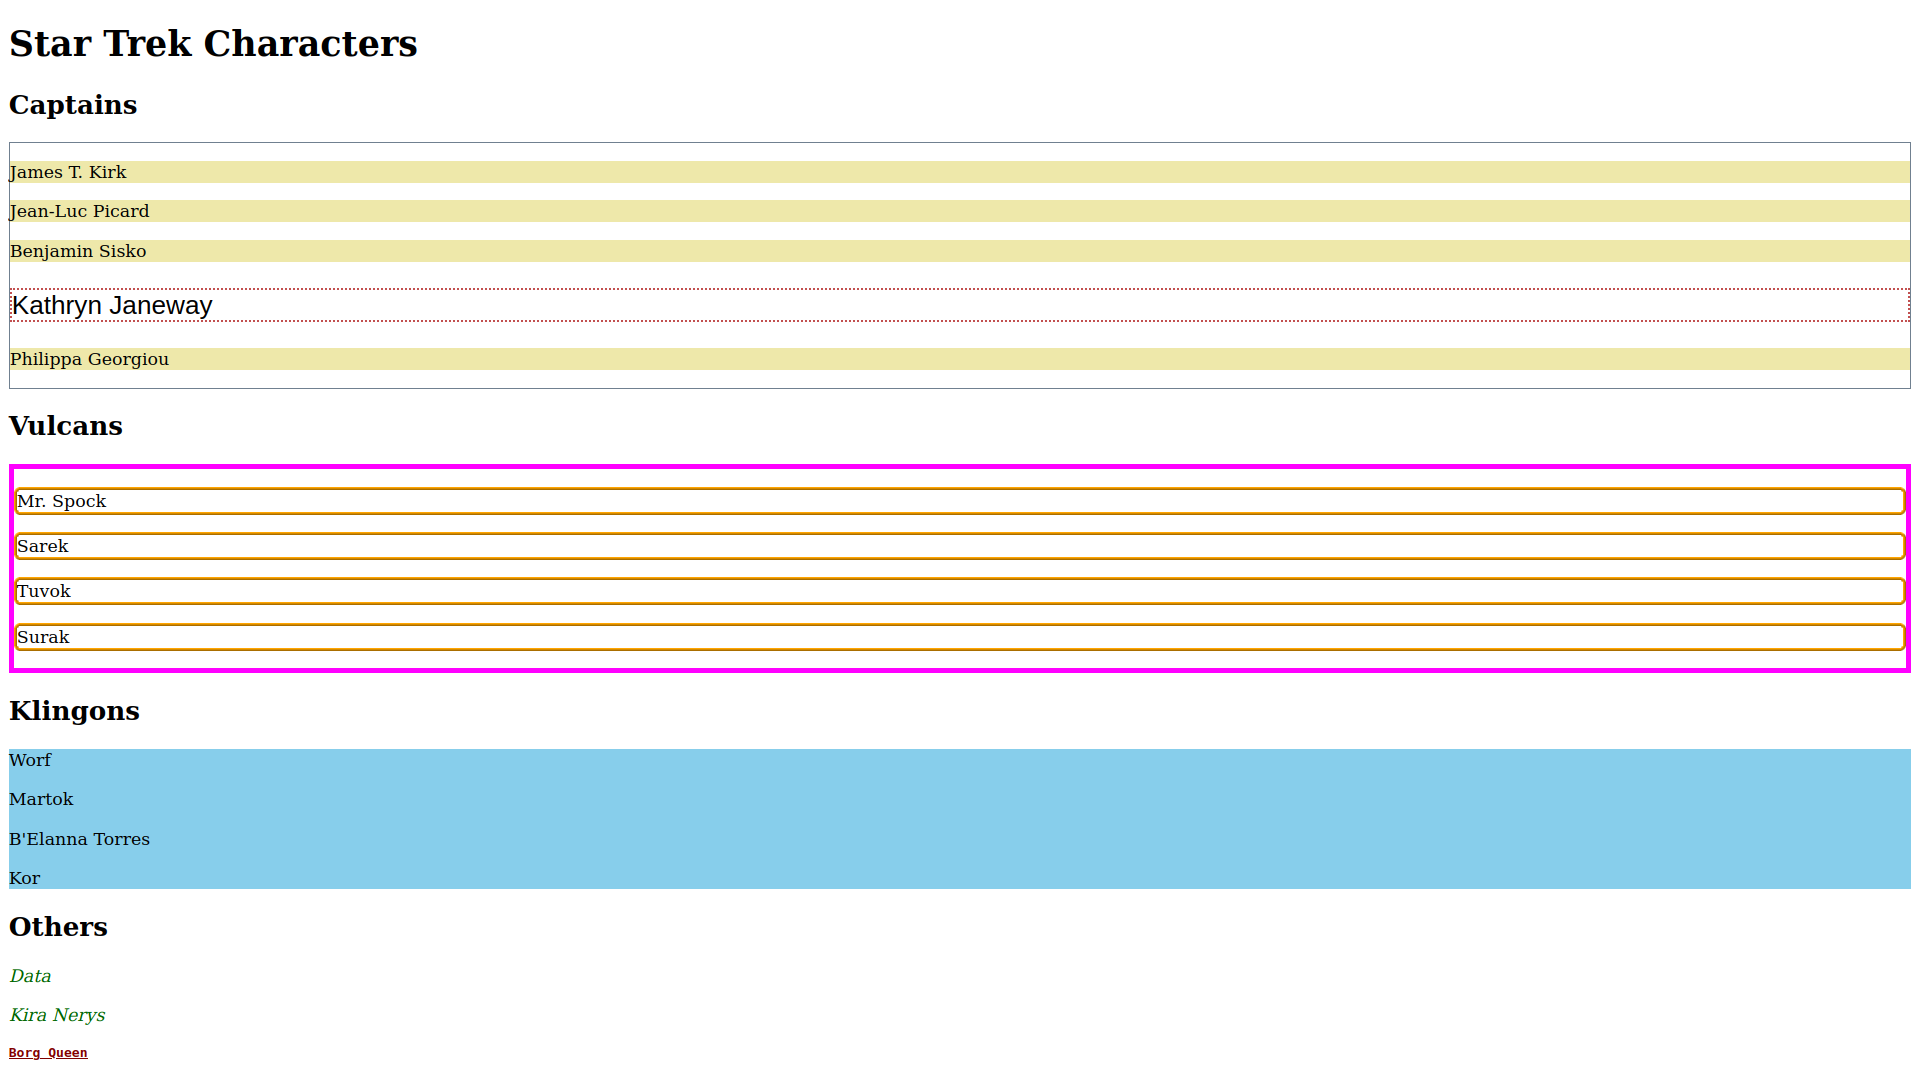 Star Trek Characters
Captains
James T. Kirk
Jean-Luc Picard
Benjamin Sisko
Kathryn Janeway
Philippa Georgiou
Vulcans
Mr. Spock
Sarek
Tuvok
Surak
Klingons
Worf
Martok
B'Elanna Torres
Kor
Others
Data
Kira Nerys
Borg Queen